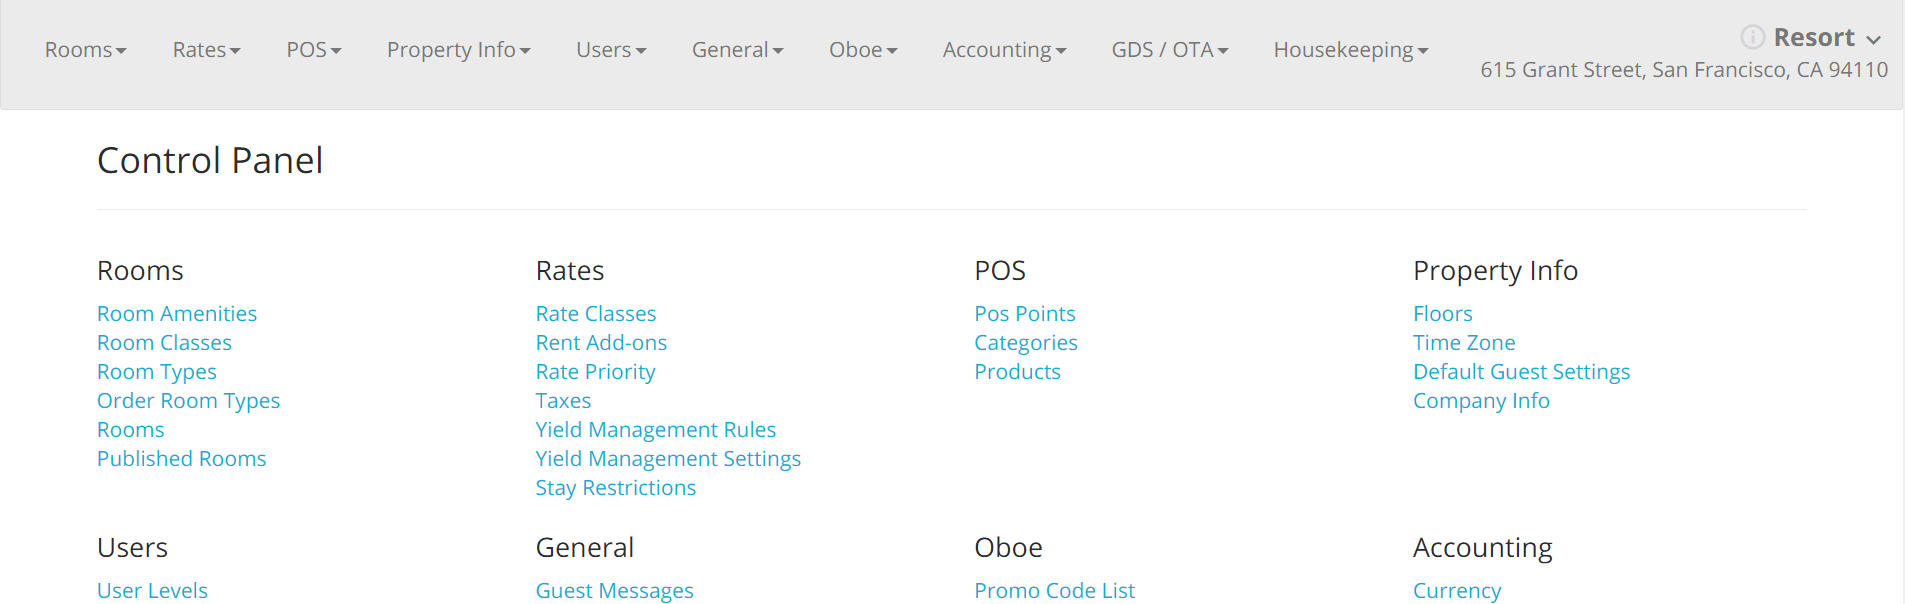 Rooms Rates POS Property Info Users General Oboe Accounting GDS / OTA Housekeeping
Resort
615 Grant Street, San Francisco, CA 94110
Control Panel
Rooms
Room Amenities
Room Classes
Room Types
Order Room Types
Rooms
Published Rooms
Rates
Rate Classes
Rent Add-ons
Rate Priority
Taxes
Yield Management Rules
Yield Management Settings
Stay Restrictions
POS
Pos Points
Categories
Products
Property Info
Floors
Time Zone
Default Guest Settings
Company Info
Users
User Levels
General
Guest Messages
Oboe
Promo Code List
Accounting
Currency